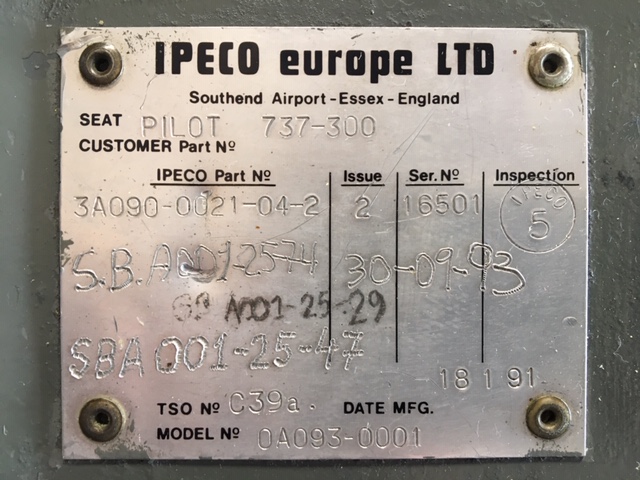 IPECO europe LTD
Southend Airport-Essex-England
SEAT PILOT 737-300
CUSTOMER Part Nº
IPECO Part Nº Issue Ser.Nº Inspection
3A090-0021-04-2 2 16501 IPECO 5
S.B. A001-25-74 30-09-93
SB A001-25-29
SBA 001-25-47
18 1 91
TSO Nº C39a. DATE MFG.
MODEL Nº 0A093-0001